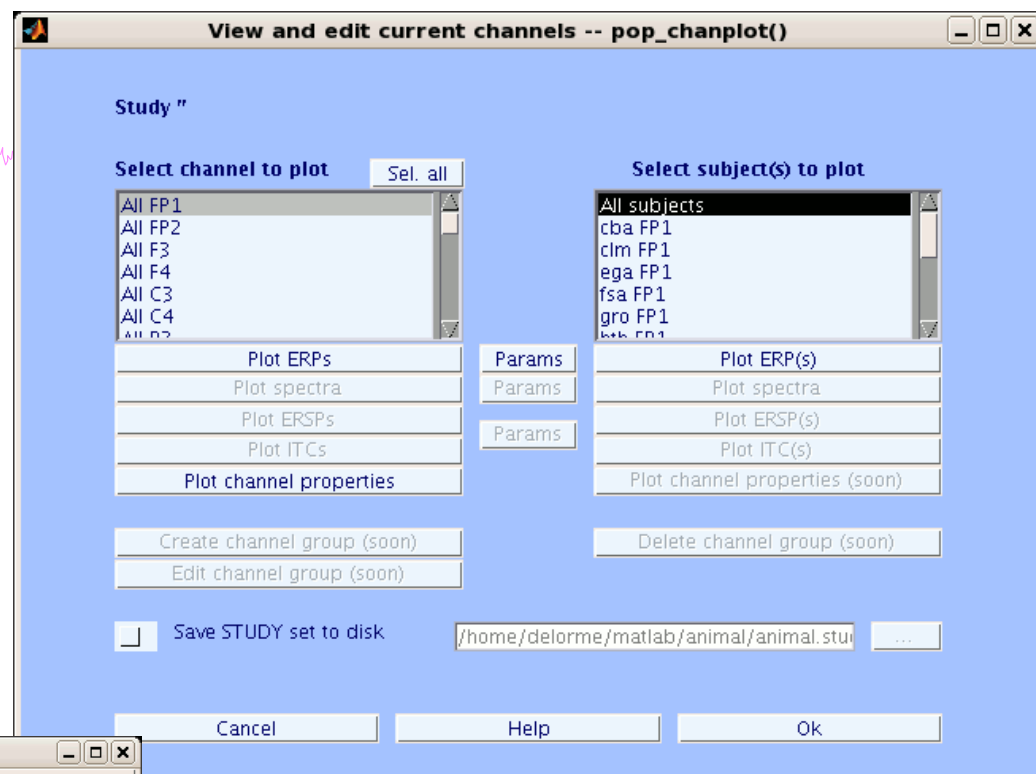 View and edit current channels -- pop_chanplot()
Study ''
Select channel to plot
Sel. all
Select subject(s) to plot
All FP1
All FP2
All F3
All F4
All C3
All C4
All subjects
cba FP1
clm FP1
ega FP1
fsa FP1
gro FP1
Plot ERPs
Params
Plot ERP(s)
Plot spectra
Params
Plot spectra
Plot ERSPs
Params
Plot ERSP(s)
Plot ITCs
Plot ITC(s)
Plot channel properties
Plot channel properties (soon)
Create channel group (soon)
Delete channel group (soon)
Edit channel group (soon)
Save STUDY set to disk
/home/delorme/matlab/animal/animal.stu
...
Cancel
Help
Ok